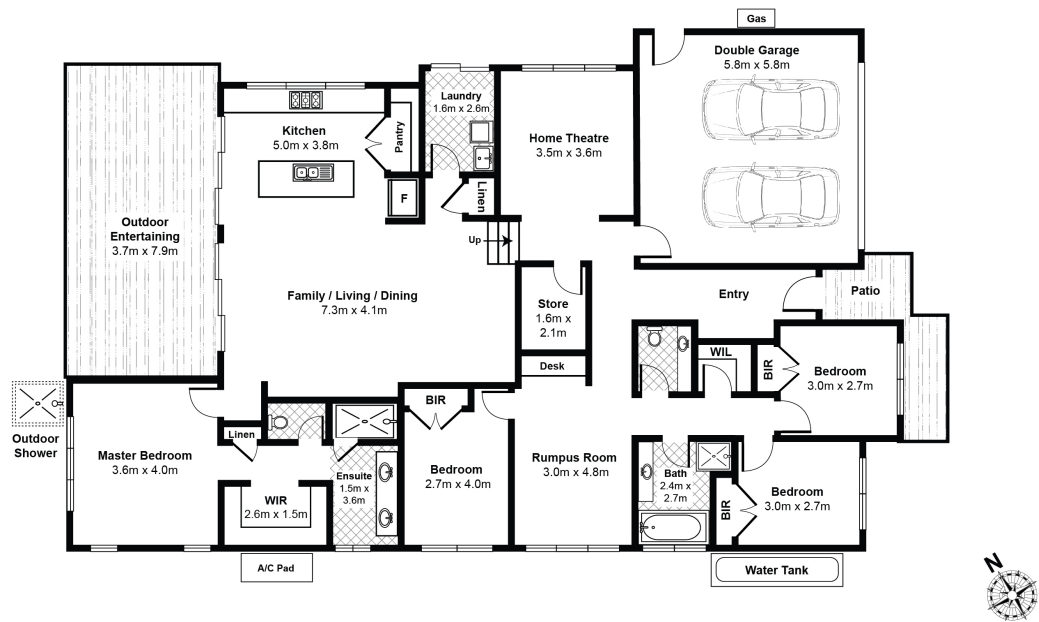 Gas
Double Garage
5.8m x 5.8m
Laundry
1.6m x 2.6m
Kitchen
5.0m x 3.8m
Pantry
Home Theatre
3.5m x 3.6m
F
Linen
Outdoor
Entertaining
3.7m x 7.9m
Up
Family / Living / Dining
7.3m x 4.1m
Store
1.6m x
2.1m
Entry
Patio
Desk
WIL
BIR
Bedroom
3.0m x 2.7m
Outdoor
Shower
BIR
Linen
Master Bedroom
3.6m x 4.0m
WIR
2.6m x 1.5m
Ensuite
1.5m x
3.6m
Bedroom
2.7m x 4.0m
Rumpus Room
3.0m x 4.8m
Bath
2.4m x
2.7m
BIR
Bedroom
3.0m x 2.7m
A/C Pad
Water Tank
N